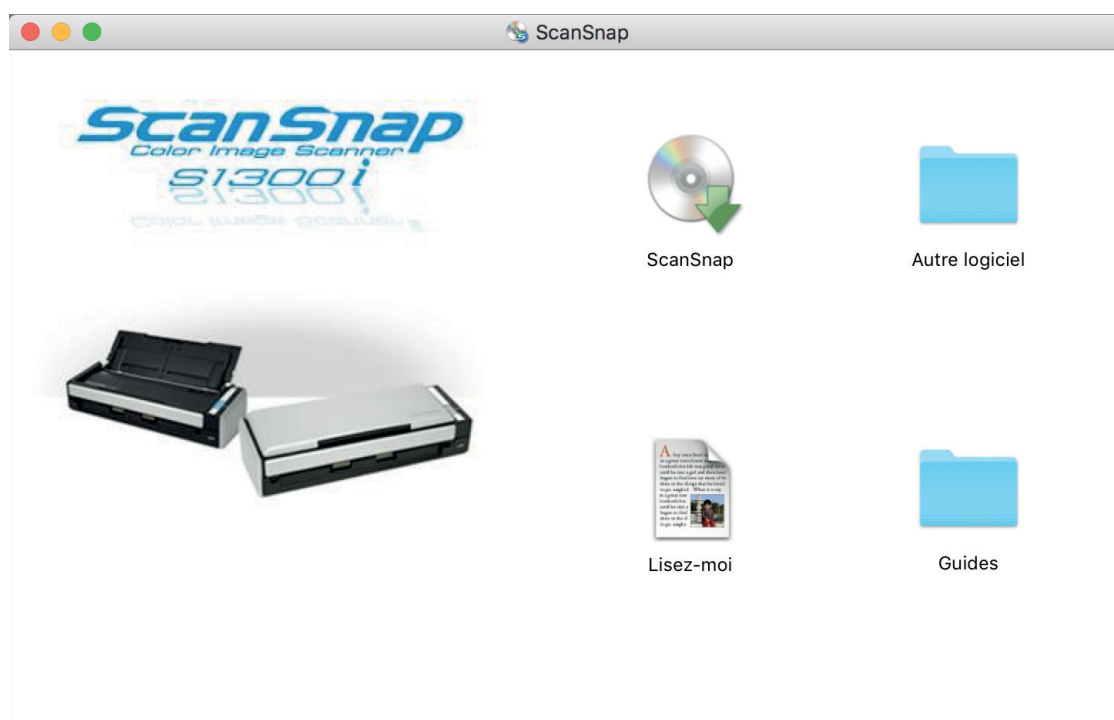 ScanSnap
ScanSnap
Color Image Scanner
S1300i
ScanSnap
Autre logiciel
Lisez-moi
Guides